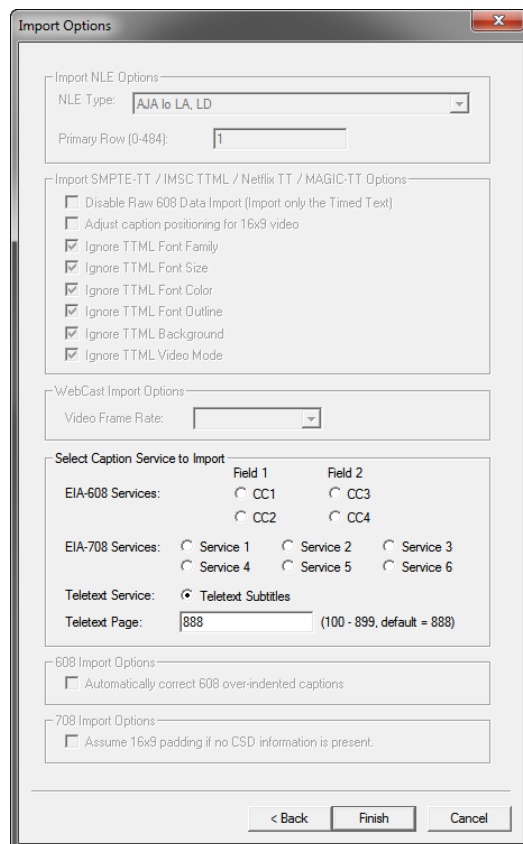 Import Options
Import NLE Options
NLE Type: AJA Io LA, LD
Primary Row (0-484): 1
Import SMPTE-TT / IMSC TTML / Netflix TT / MAGIC-TT Options
Disable Raw 608 Data Import (Import only the Timed Text)
Adjust caption positioning for 16x9 video
Ignore TTML Font Family
Ignore TTML Font Size
Ignore TTML Font Color
Ignore TTML Font Outline
Ignore TTML Background
Ignore TTML Video Mode
WebCast Import Options
Video Frame Rate:
Select Caption Service to Import
Field 1 Field 2
EIA-608 Services: CC1 CC3
CC2 CC4
EIA-708 Services: Service 1 Service 2 Service 3
Service 4 Service 5 Service 6
Teletext Service: Teletext Subtitles
Teletext Page: 888 (100 - 899, default = 888)
608 Import Options
Automatically correct 608 over-indented captions
708 Import Options
Assume 16x9 padding if no CSD information is present.
< Back Finish Cancel